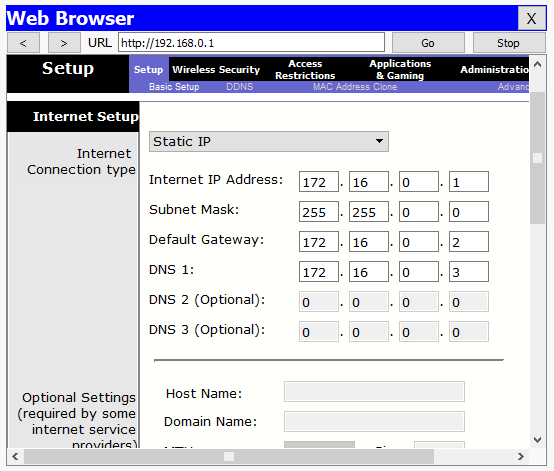 Web Browser X
< > URL http://192.168.0.1 Go Stop
Setup
Setup Wireless Security Access Restrictions Applications & Gaming Administratio
Basic Setup DDNS MAC Address Clone Advan
Internet Setup
Internet Connection type
Static IP
Internet IP Address: 172 . 16 . 0 . 1
Subnet Mask: 255 . 255 . 0 . 0
Default Gateway: 172 . 16 . 0 . 2
DNS 1: 172 . 16 . 0 . 3
DNS 2 (Optional): 0 . 0 . 0 . 0
DNS 3 (Optional): 0 . 0 . 0 . 0
Optional Settings
(required by some
internet service
providers)
Host Name:
Domain Name: